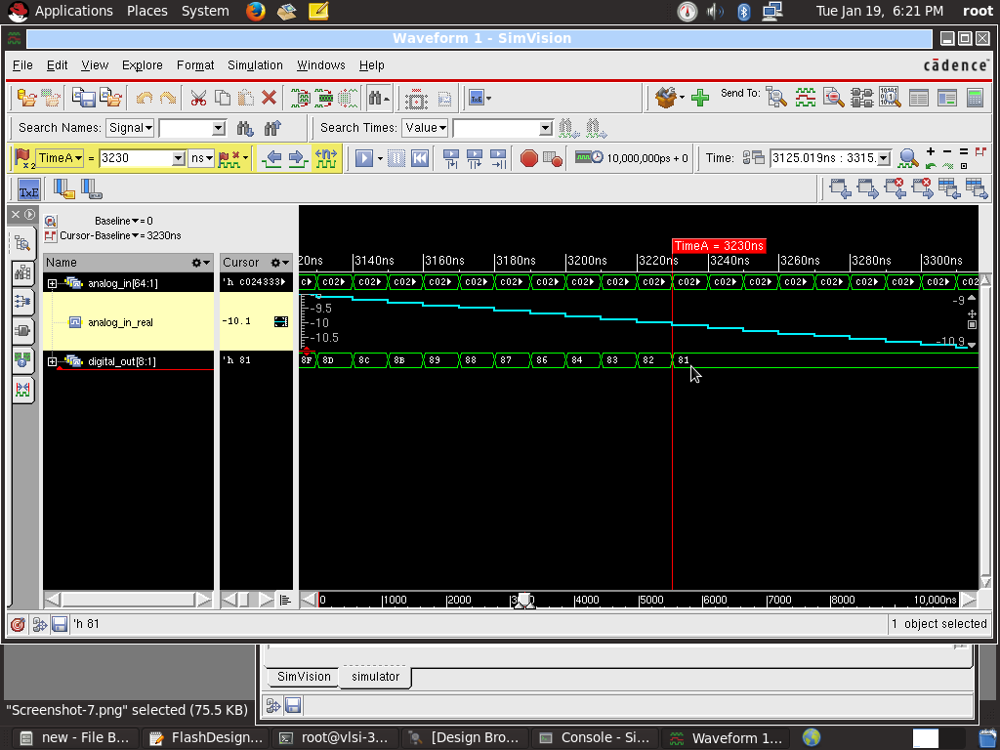 Applications Places System Tue Jan 19, 6:21 PM root
Waveform 1 - SimVision
File Edit View Explore Format Simulation Windows Help cādence
Send To:
Search Names: Signal Search Times: Value
TimeA = 3230 ns 10,000,000ps + 0 Time: 3125.019ns : 3315.
TxE
Baseline = 0
Cursor-Baseline = 3230ns
TimeA = 3230ns
Name Cursor 20ns 3140ns 3160ns 3180ns 3200ns 3220ns 3240ns 3260ns 3280ns 3300ns
analog_in[64:1] 'h C024333 C C02 C02 C02 C02 C02 C02 C02 C02 C02 C02 C02 C02 C02 C02 C02 C02 C02 C02 C02
-9
-9.5
analog_in_real -10.1 -10
-10.5 -10.9
digital_out[8:1] 'h 81 8F 8D 8C 8B 89 88 87 86 84 83 82 81
0 1000 2000 3000 4000 5000 6000 7000 8000 10,000ns
'h 81 1 object selected
SimVision simulator
"Screenshot-7.png" selected (75.5 KB)
new - File B... FlashDesign... root@vlsi-3... [Design Bro... Console - Si... Waveform 1...